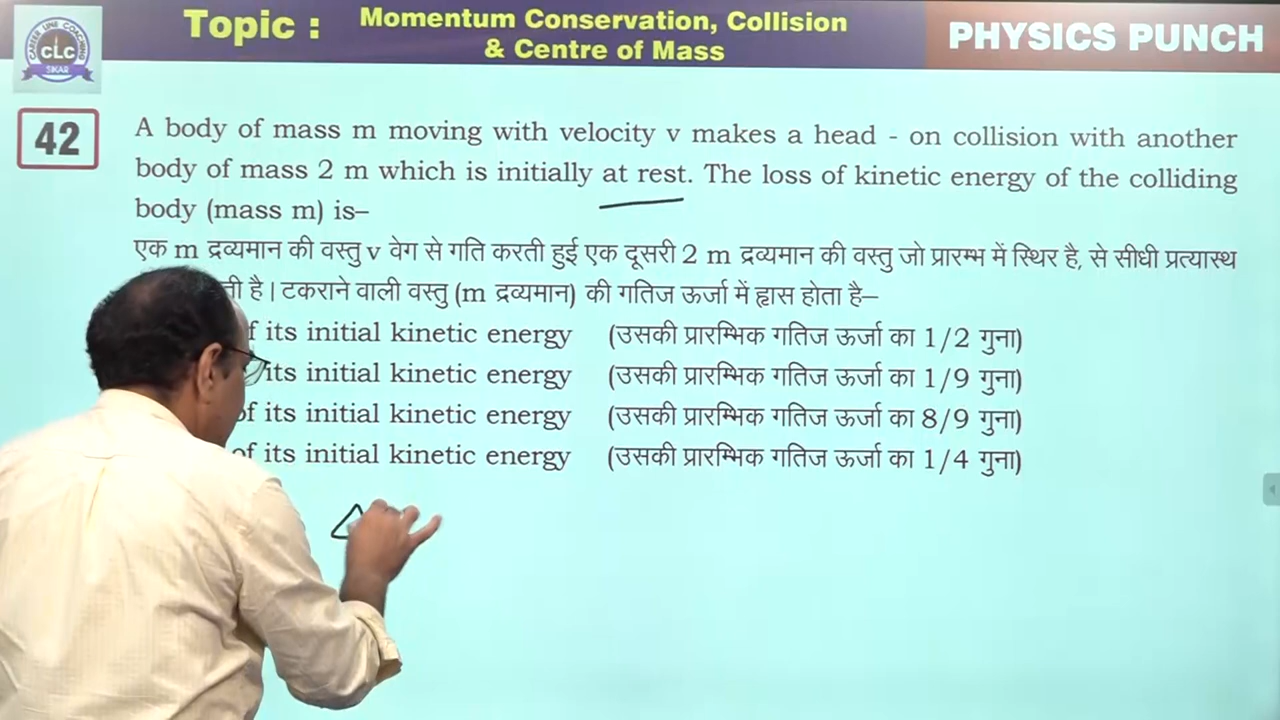 CAREER LINE COACHING
CLC
SIKAR
Topic :
Momentum Conservation, Collision
& Centre of Mass
PHYSICS PUNCH
42
A body of mass m moving with velocity v makes a head - on collision with another
body of mass 2 m which is initially at rest. The loss of kinetic energy of the colliding
body (mass m) is–
एक m द्रव्यमान की वस्तु v वेग से गति करती हुई एक दूसरी 2 m द्रव्यमान की वस्तु जो प्रारम्भ में स्थिर है, से सीधी प्रत्यास्थ
है। टकराने वाली वस्तु (m द्रव्यमान) की गतिज ऊर्जा में ह्रास होता है–
its initial kinetic energy (उसकी प्रारम्भिक गतिज ऊर्जा का 1/2 गुना)
its initial kinetic energy (उसकी प्रारम्भिक गतिज ऊर्जा का 1/9 गुना)
of its initial kinetic energy (उसकी प्रारम्भिक गतिज ऊर्जा का 8/9 गुना)
of its initial kinetic energy (उसकी प्रारम्भिक गतिज ऊर्जा का 1/4 गुना)